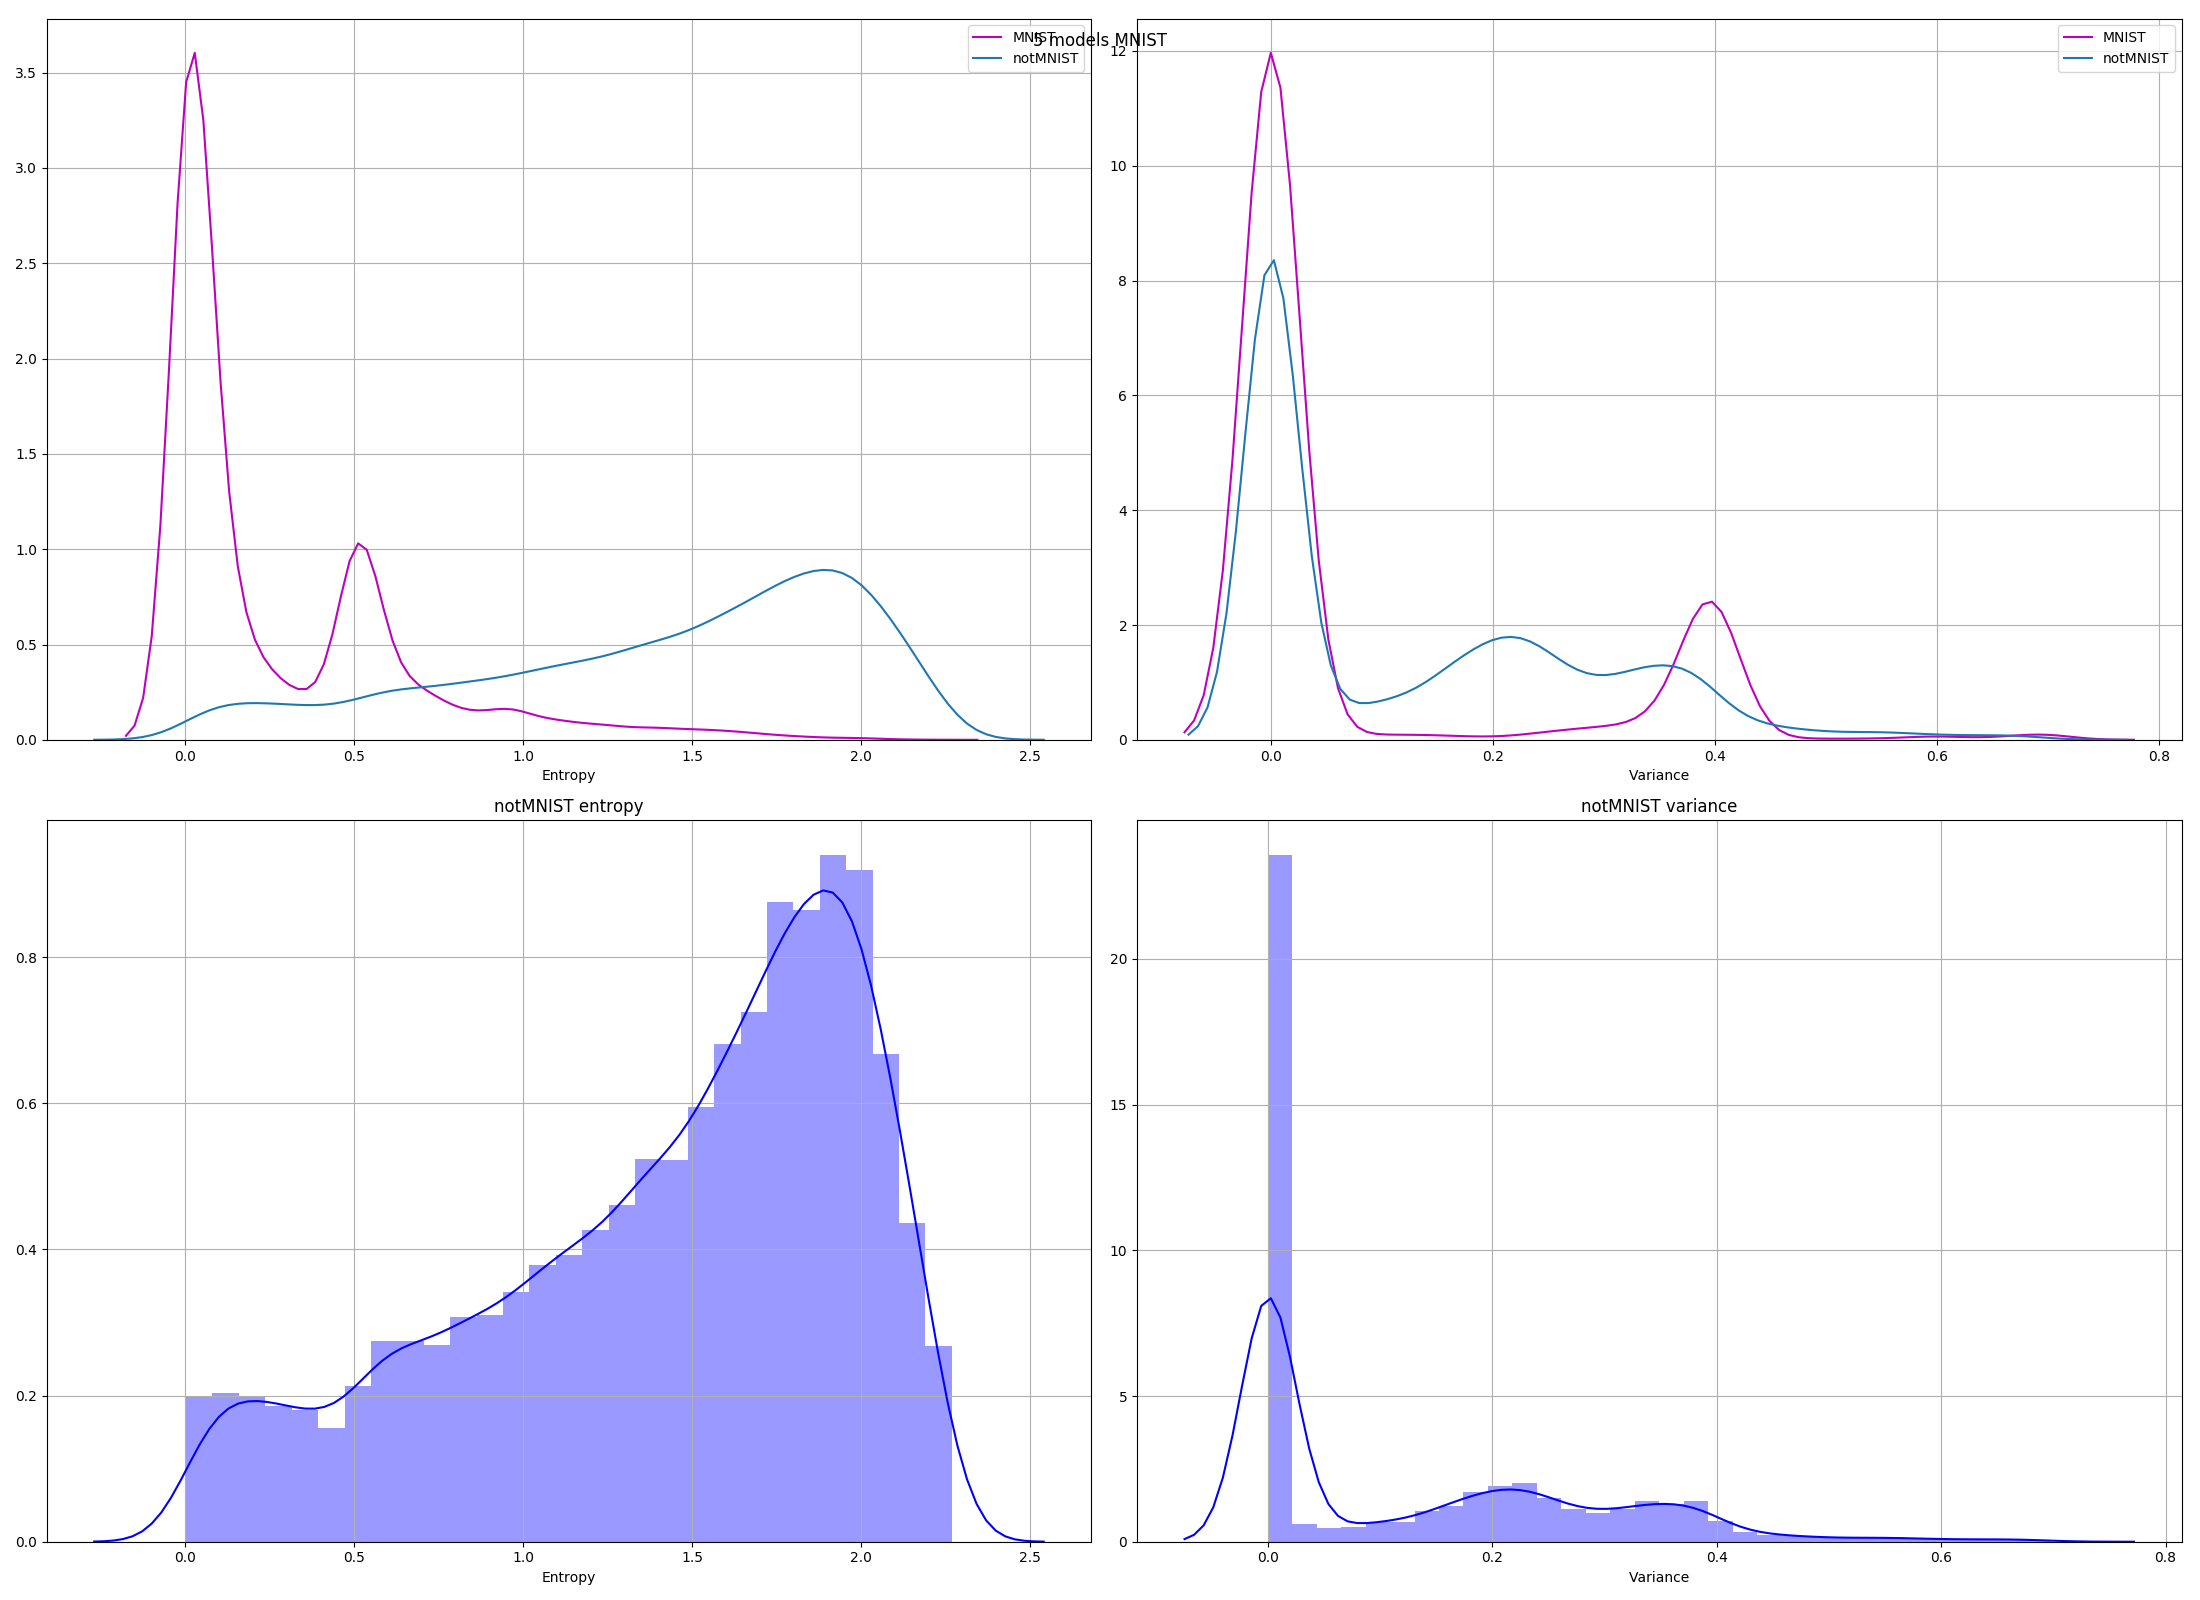 5 models MNIST
MNIST
notMNIST
3.5
3.0
2.5
2.0
1.5
1.0
0.5
0.0
0.0 0.5 1.0 1.5 2.0 2.5
Entropy
MNIST
notMNIST
12
10
8
6
4
2
0
0.0 0.2 0.4 0.6 0.8
Variance
notMNIST entropy
0.8
0.6
0.4
0.2
0.0
0.0 0.5 1.0 1.5 2.0 2.5
Entropy
notMNIST variance
20
15
10
5
0
0.0 0.2 0.4 0.6 0.8
Variance